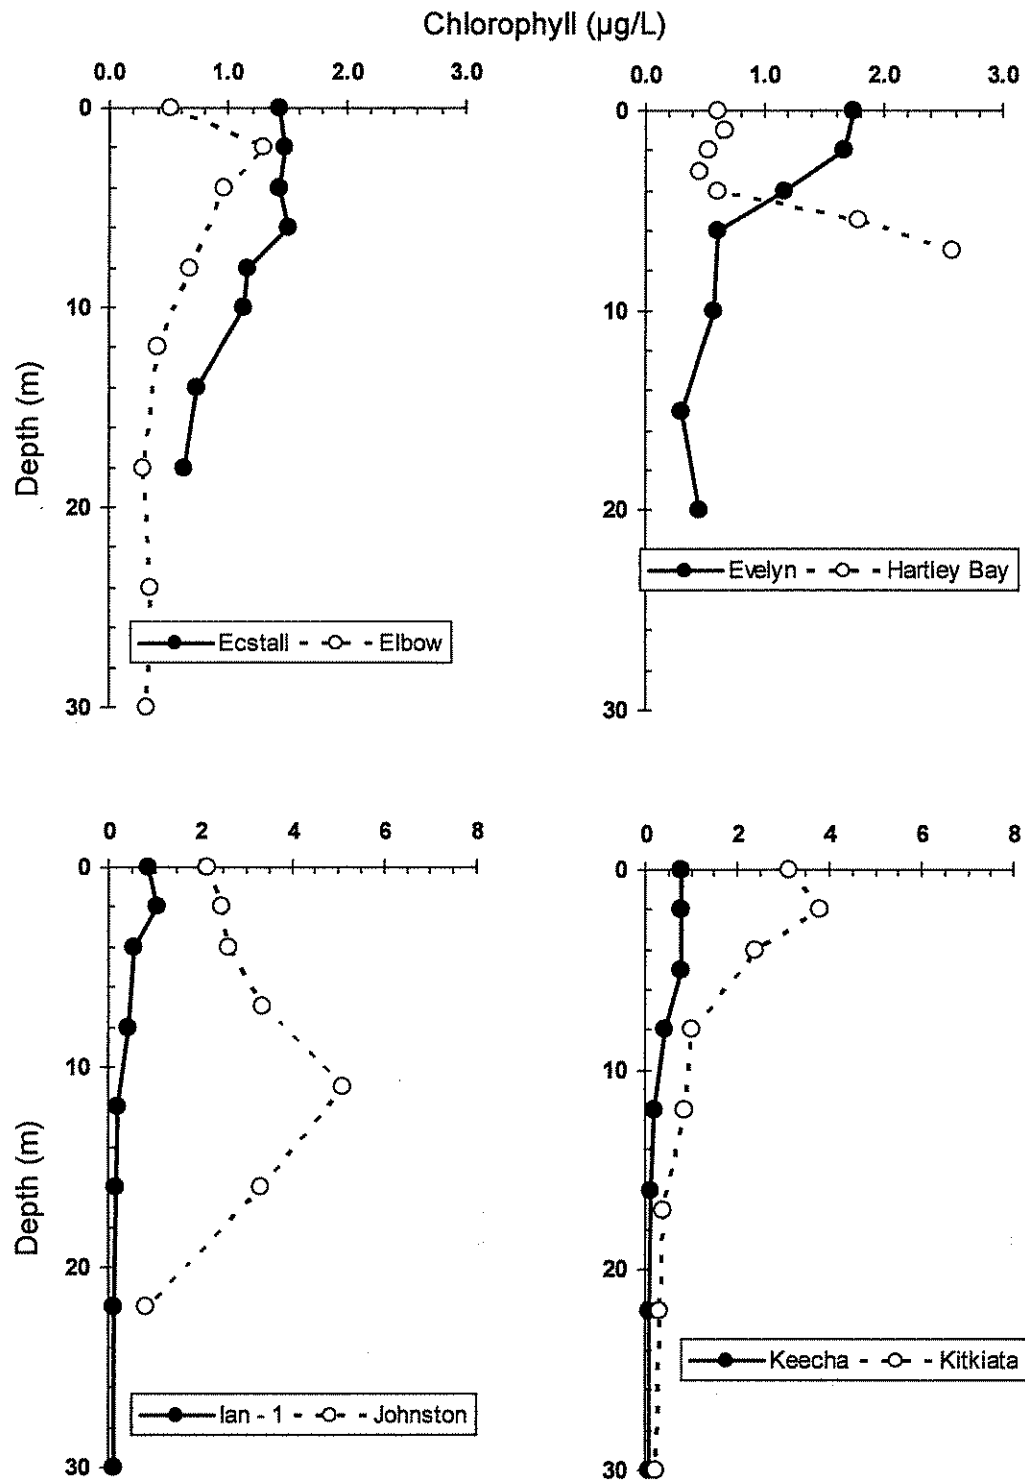 Chlorophyll (µg/L)
0.0 1.0 2.0 3.0
0
10
20
30
Depth (m)
Ecstall Elbow
0.0 1.0 2.0 3.0
0
10
20
30
Evelyn Hartley Bay
0 2 4 6 8
0
10
20
30
Depth (m)
Ian - 1 Johnston
0 2 4 6 8
0
10
20
30
Keecha Kitkiata